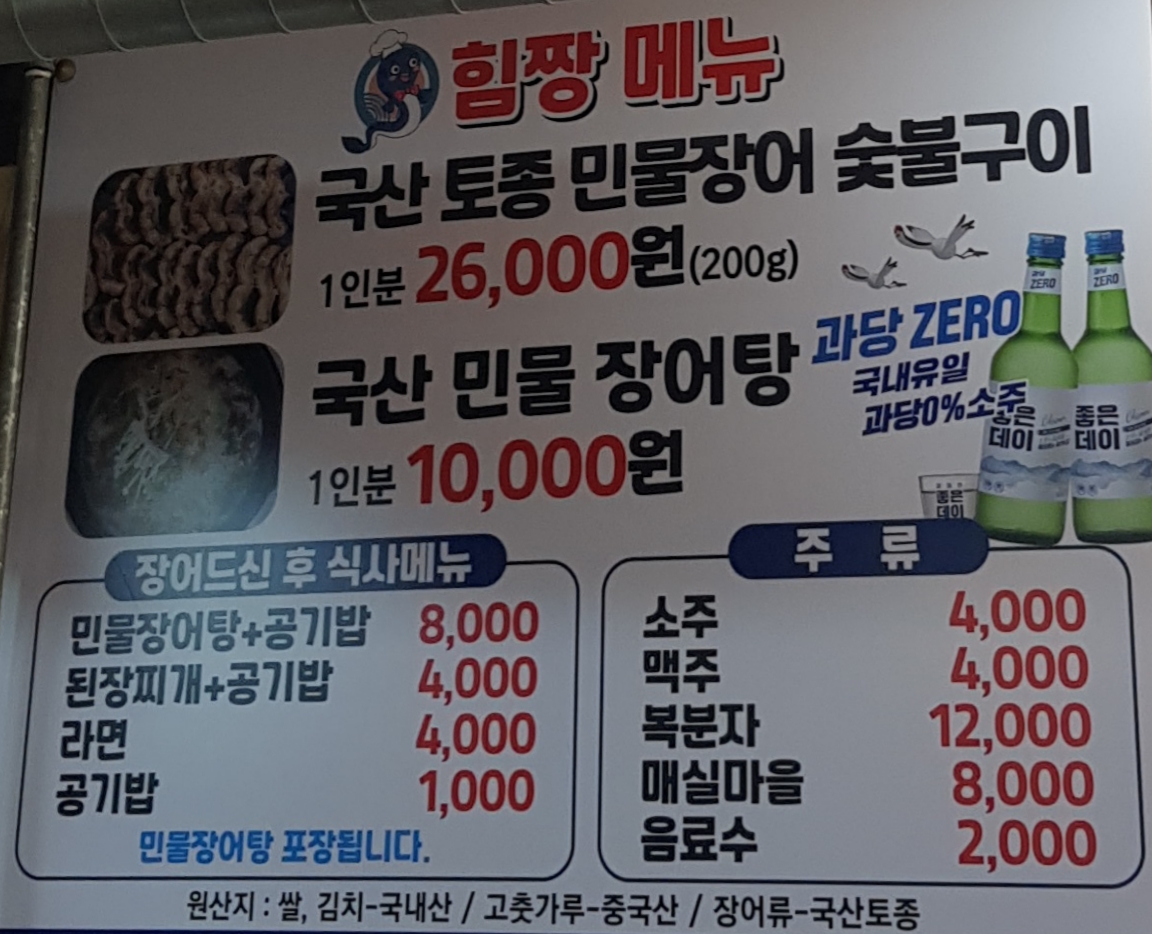 힘짱 메뉴
국산 토종 민물장어 숯불구이
1인분 26,000원(200g)
국산 민물 장어탕
1인분 10,000원
과당 ZERO
국내유일
과당0%소주
ZERO
ZERO
좋은
데이
좋은
데이
좋은
데이
장어드신 후 식사메뉴
민물장어탕+공기밥 8,000
된장찌개+공기밥 4,000
라면 4,000
공기밥 1,000
민물장어탕 포장됩니다.
주 류
소주 4,000
맥주 4,000
복분자 12,000
매실마을 8,000
음료수 2,000
원산지 : 쌀, 김치-국내산 / 고춧가루-중국산 / 장어류-국산토종